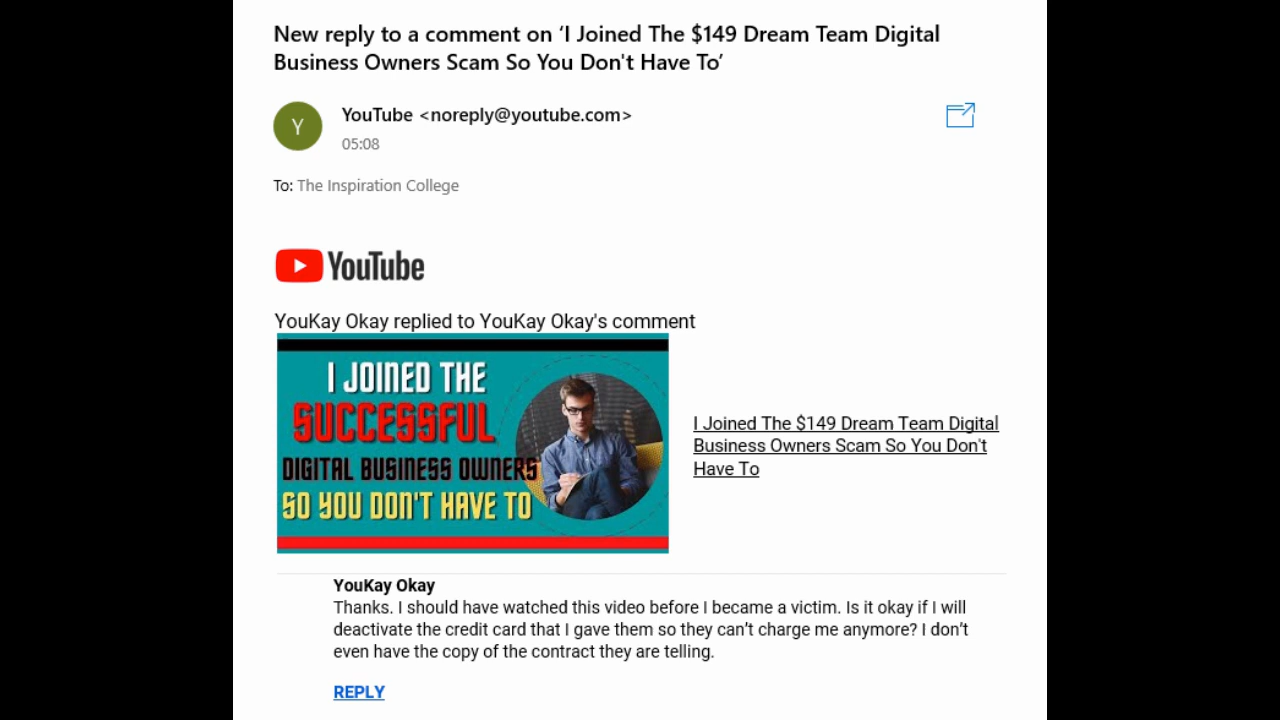 New reply to a comment on ‘I Joined The $149 Dream Team Digital
Business Owners Scam So You Don't Have To’
Y
YouTube <noreply@youtube.com>
05:08
To: The Inspiration College
YouTube
YouKay Okay replied to YouKay Okay's comment
I JOINED THE
SUCCESSFUL
DIGITAL BUSINESS OWNERS
SO YOU DON'T HAVE TO
I Joined The $149 Dream Team Digital
Business Owners Scam So You Don't
Have To
YouKay Okay
Thanks. I should have watched this video before I became a victim. Is it okay if I will
deactivate the credit card that I gave them so they can’t charge me anymore? I don’t
even have the copy of the contract they are telling.
REPLY